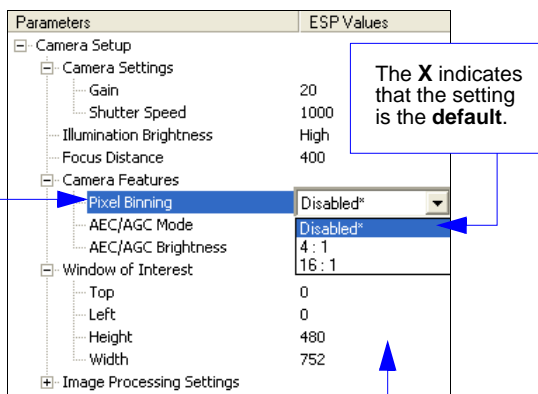 Parameters ESP Values
Camera Setup
Camera Settings
Gain 20
Shutter Speed 1000
Illumination Brightness High
Focus Distance 400
Camera Features
Pixel Binning Disabled*
AEC/AGC Mode Disabled*
AEC/AGC Brightness 4 : 1
16 : 1
Window of Interest
Top 0
Left 0
Height 480
Width 752
Image Processing Settings
The X indicates
that the setting
is the default.